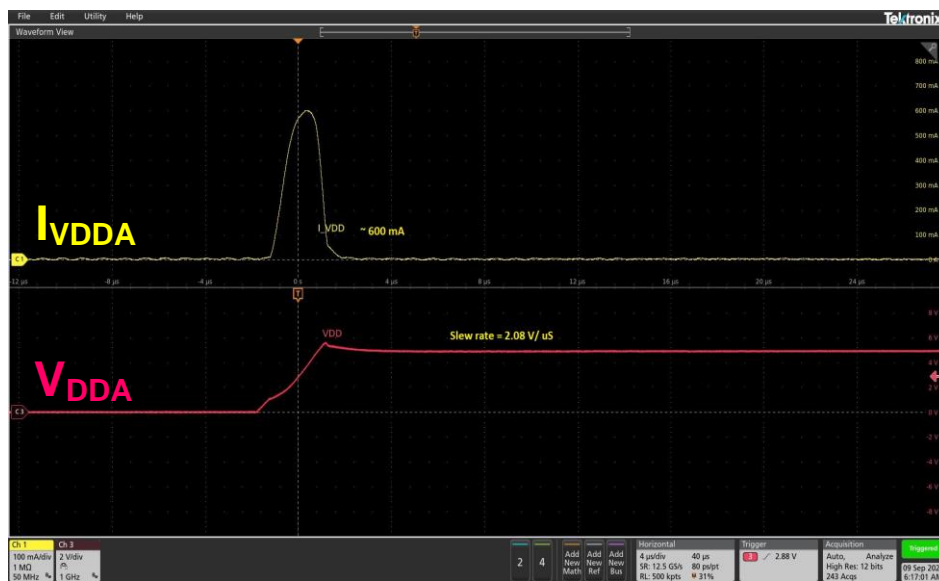 File Edit Utility Help
Tektronix
Waveform View
T
800 mA
700 mA
600 mA
500 mA
400 mA
300 mA
200 mA
100 mA
I_VDD ~ 600 mA
IVDDA
C1
0 A
-12 µs -8 µs -4 µs 0 s 4 µs 8 µs 12 µs 16 µs 20 µs 24 µs
T
8 V
VDD
Slew rate = 2.08 V/ uS
6 V
4 V
VDDA
2 V
C3
0 V
-2 V
-4 V
-6 V
-8 V
Ch 1
100 mA/div
1 MΩ
50 MHz
Ch 3
2 V/div
1 GHz
2
4
Add New Math
Add New Ref
Add New Bus
Horizontal
4 µs/div 40 µs
SR: 12.5 GS/s 80 ps/pt
RL: 500 kpts 31%
Trigger
3 2.88 V
Acquisition
Auto, Analyze
High Res: 12 bits
243 Acqs
Triggered
09 Sep 202
6:17:01 AM